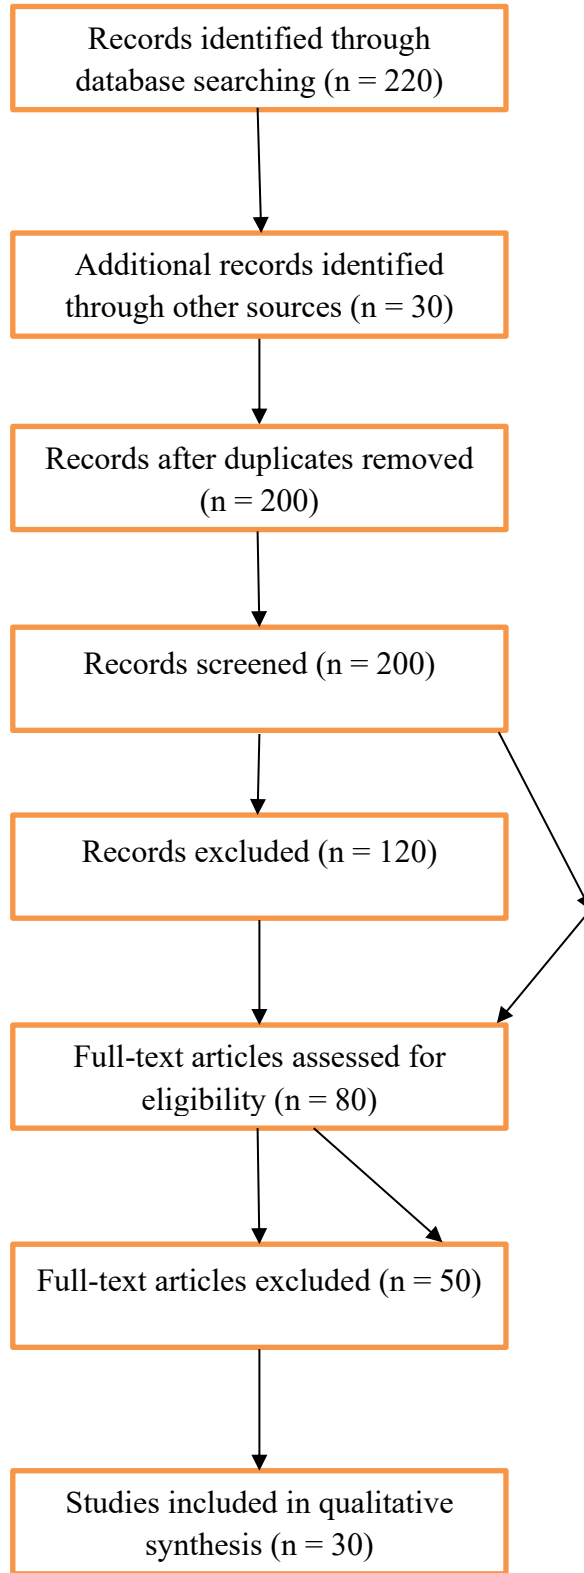 Records identified through
database searching (n = 220)
Additional records identified
through other sources (n = 30)
Records after duplicates removed
(n = 200)
Records screened (n = 200)
Records excluded (n = 120)
Full-text articles assessed for
eligibility (n = 80)
Full-text articles excluded (n = 50)
Studies included in qualitative
synthesis (n = 30)